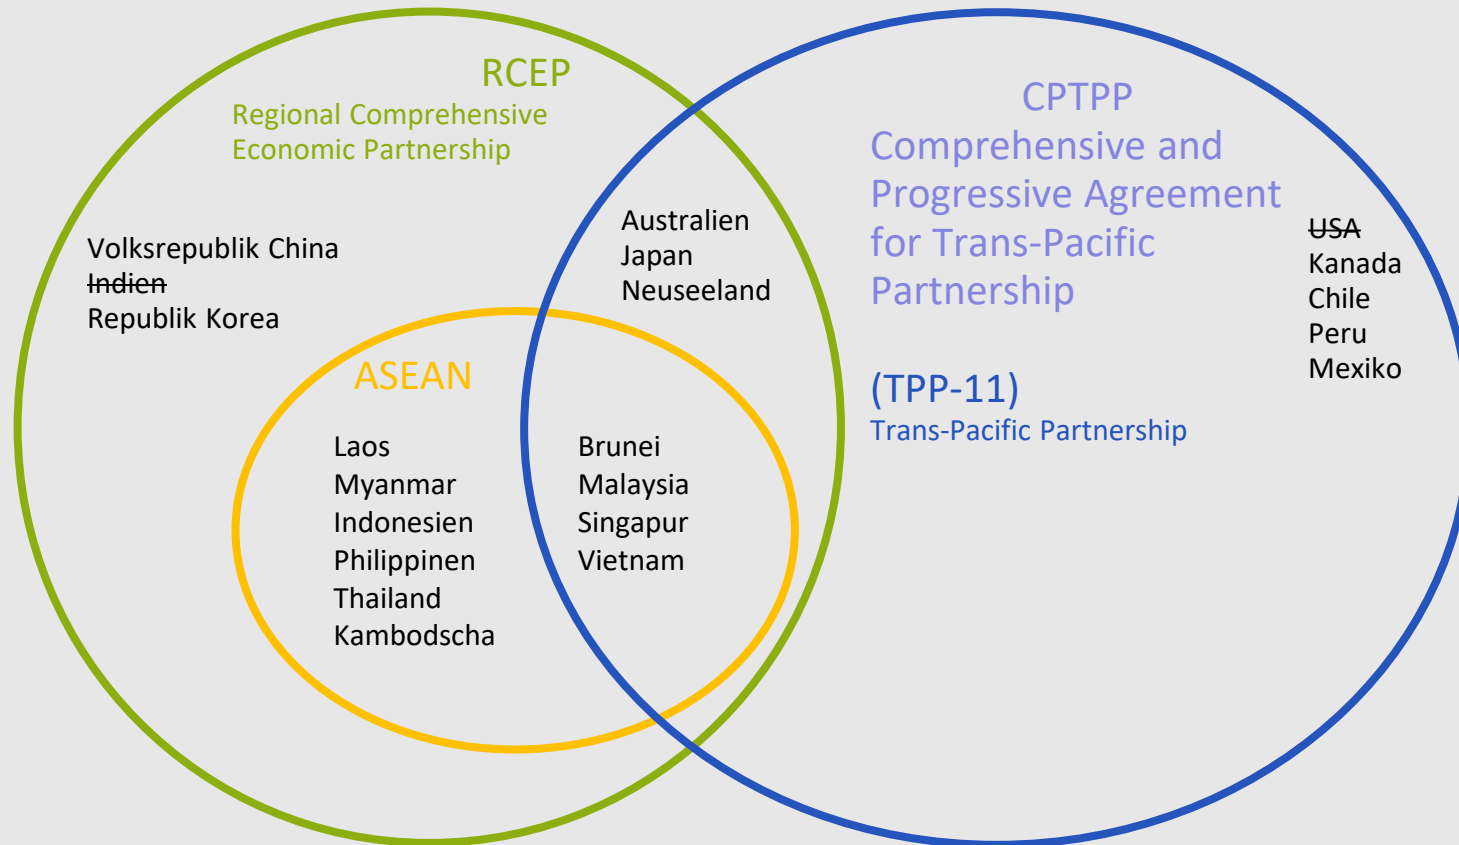 RCEP
Regional Comprehensive
Economic Partnership
Volksrepublik China
Indien
Republik Korea
Australien
Japan
Neuseeland
ASEAN
Laos
Myanmar
Indonesien
Philippinen
Thailand
Kambodscha
Brunei
Malaysia
Singapur
Vietnam
CPTPP
Comprehensive and
Progressive Agreement
for Trans-Pacific
Partnership
(TPP-11)
Trans-Pacific Partnership
USA
Kanada
Chile
Peru
Mexiko